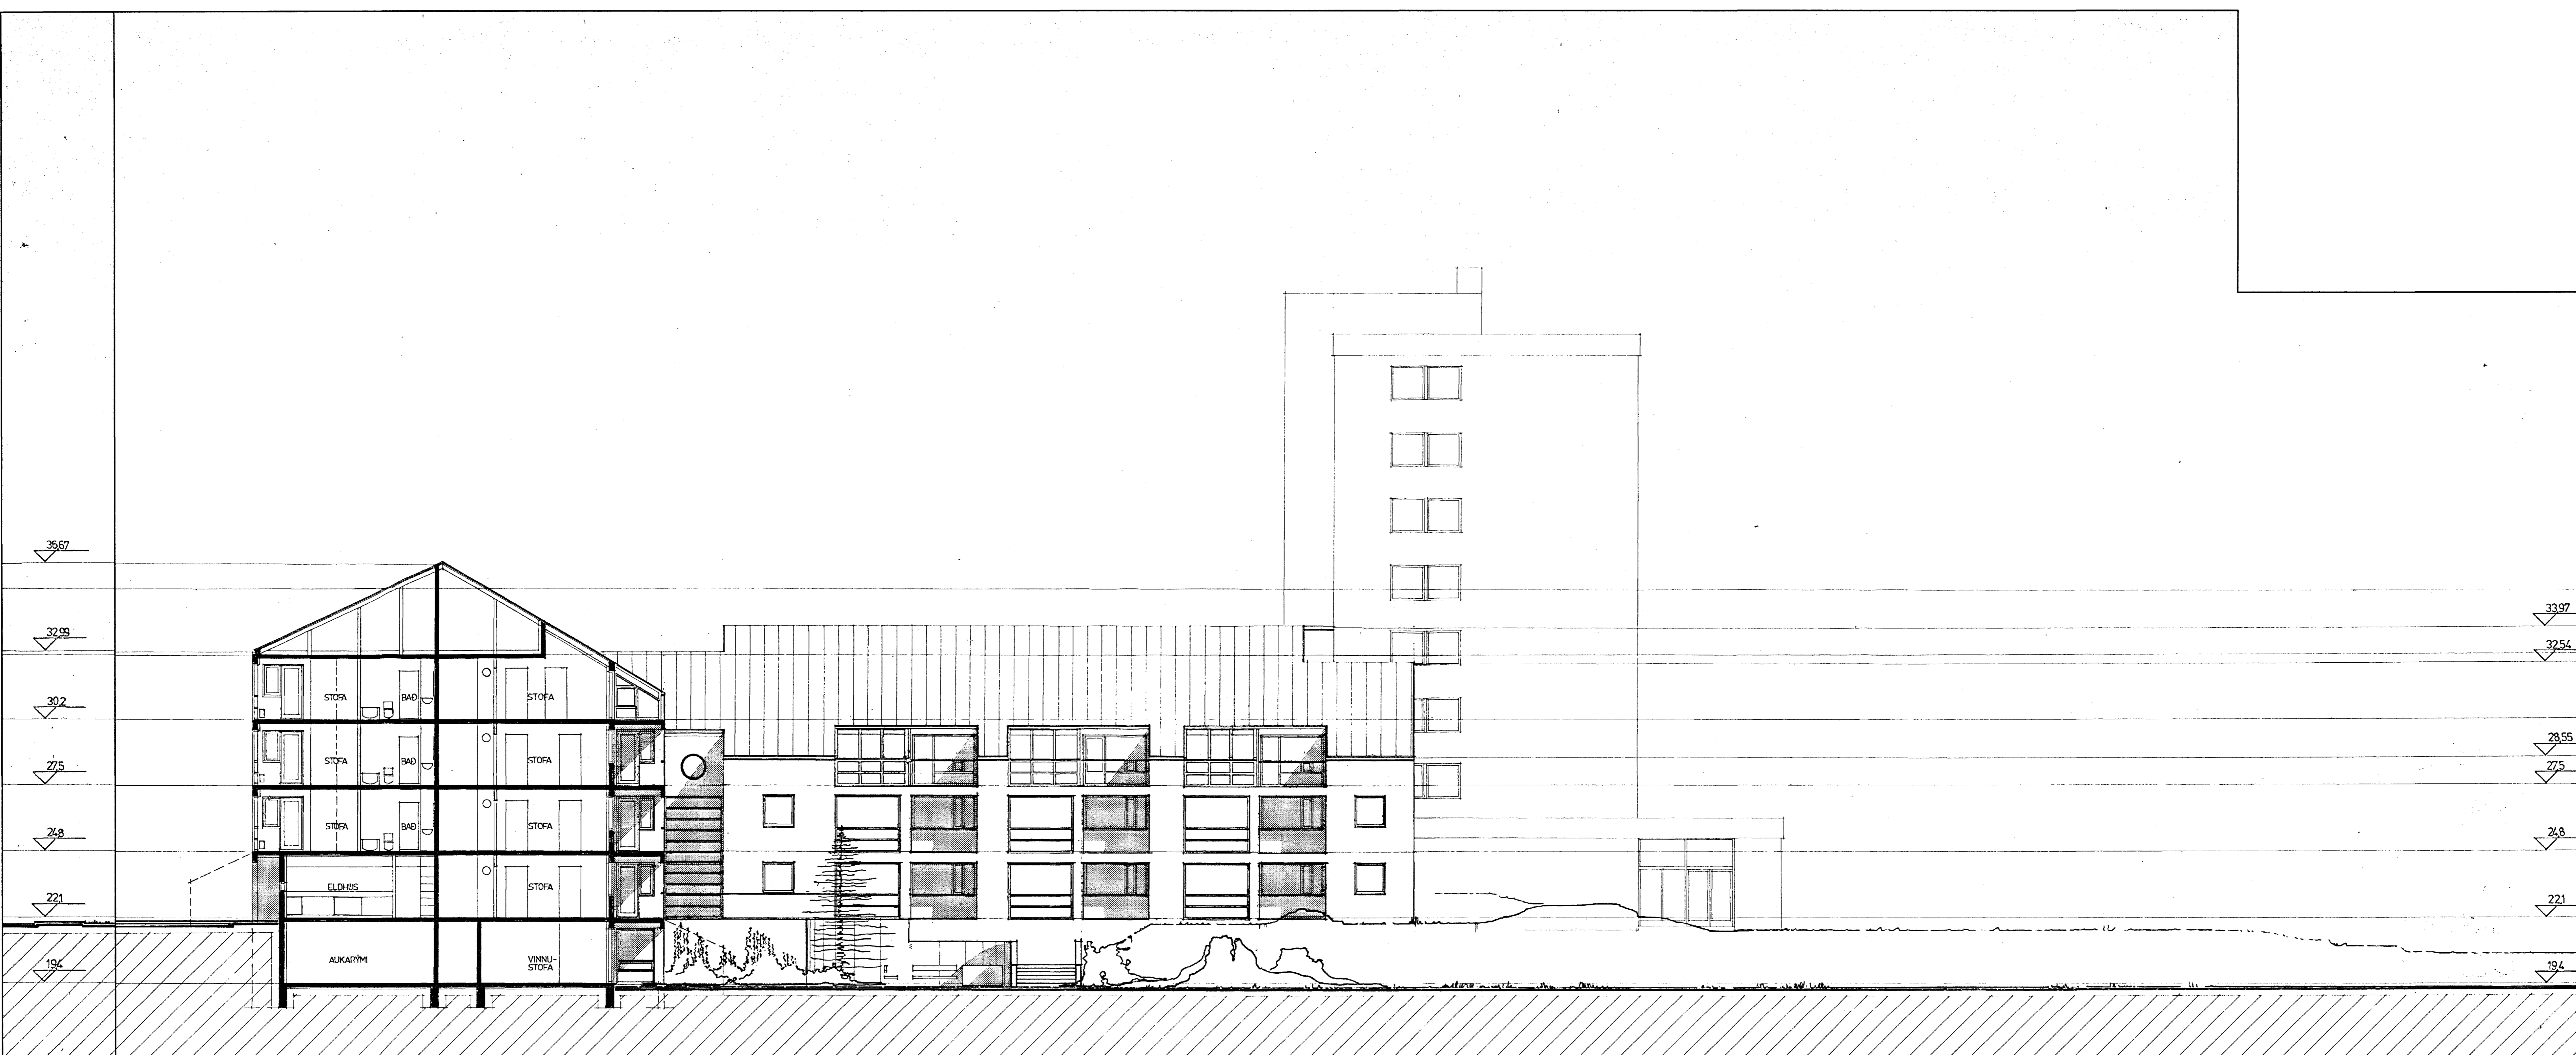 36,67
32,99
30,2
27,5
24,8
22,1
19,4
STOFA
BAÐ
STOFA
STOFA
BAÐ
STOFA
STOFA
BAÐ
STOFA
ELDHÚS
STOFA
AUKARÝMI
VINNU-
STOFA
33,97
32,54
28,55
27,5
24,8
22,1
19,4